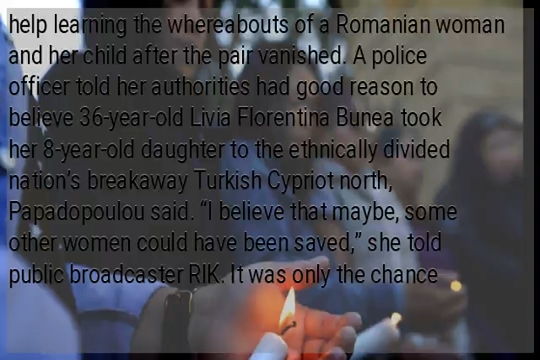 help learning the whereabouts of a Romanian woman
and her child after the pair vanished. A police
officer told her authorities had good reason to
believe 36-year-old Livia Florentina Bunea took
her 8-year-old daughter to the ethnically divided
nation’s breakaway Turkish Cypriot north,
Papadopoulou said. “I believe that maybe, some
other women could have been saved,” she told
public broadcaster RIK. It was only the chance